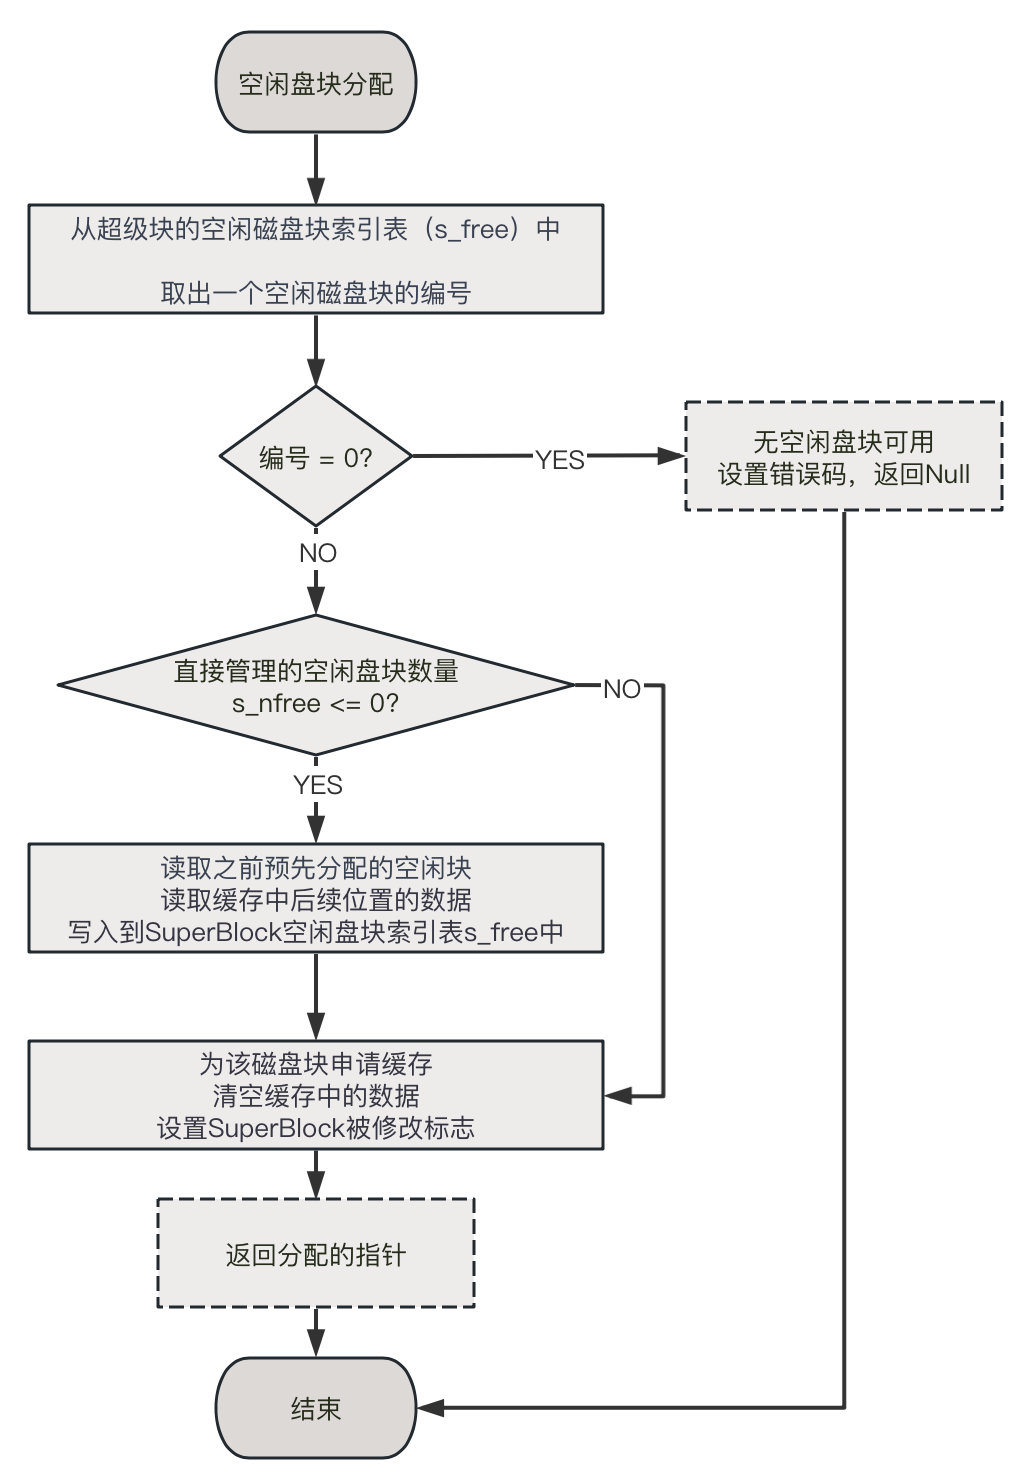 空闲盘块分配
从超级块的空闲磁盘块索引表（s_free）中
取出一个空闲磁盘块的编号
编号 = 0?
YES
无空闲盘块可用
设置错误码，返回Null
NO
直接管理的空闲盘块数量
s_nfree <= 0?
NO
YES
读取之前预先分配的空闲块
读取缓存中后续位置的数据
写入到SuperBlock空闲盘块索引表s_free中
为该磁盘块申请缓存
清空缓存中的数据
设置SuperBlock被修改标志
返回分配的指针
结束